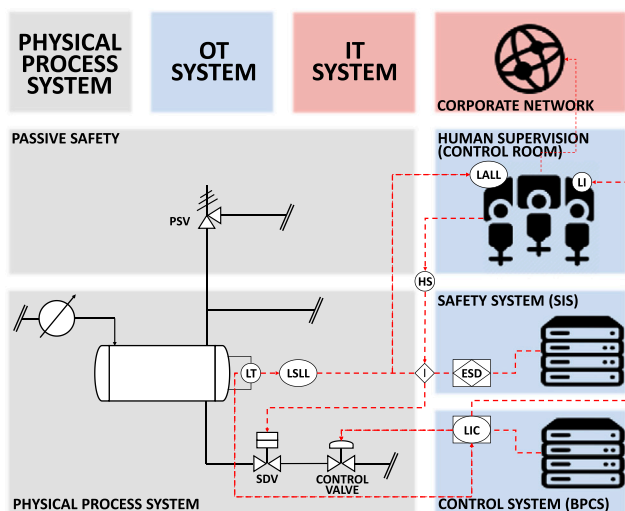 PHYSICAL
PROCESS
SYSTEM
OT
SYSTEM
IT
SYSTEM
CORPORATE NETWORK
PASSIVE SAFETY
HUMAN SUPERVISION
(CONTROL ROOM)
LALL
LI
PSV
HS
SAFETY SYSTEM (SIS)
LT
LSLL
I
ESD
LIC
SDV
CONTROL
VALVE
PHYSICAL PROCESS SYSTEM
CONTROL SYSTEM (BPCS)